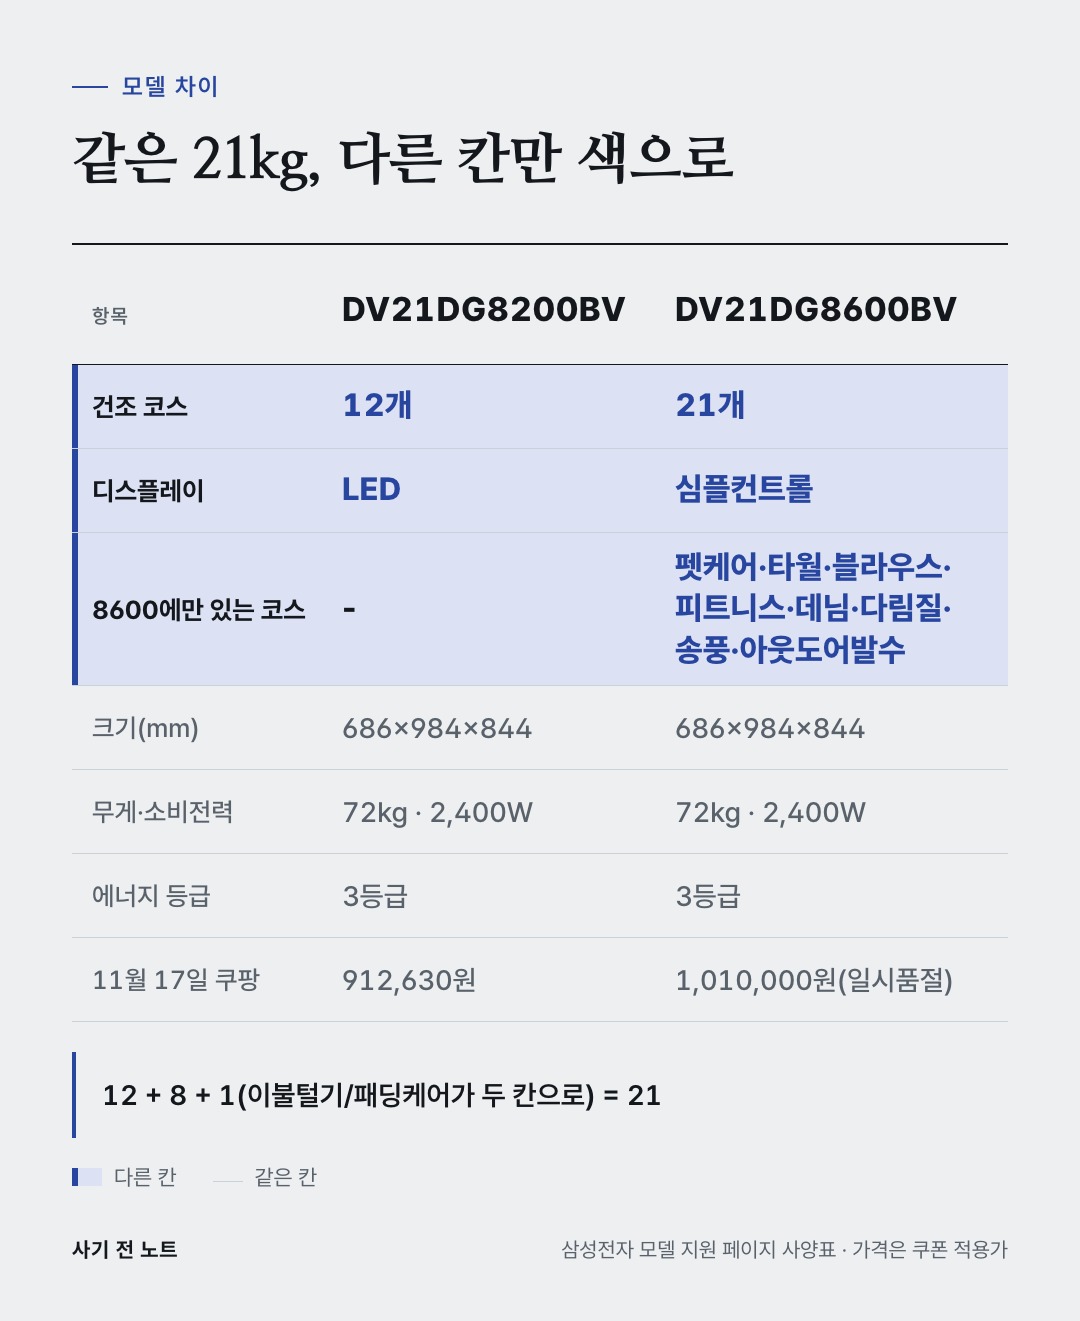 모델 차이
같은 21kg, 다른 칸만 색으로
항목 DV21DG8200BV DV21DG8600BV
건조 코스 12개 21개
디스플레이 LED 심플컨트롤
8600에만 있는 코스 - 펫케어·타월·블라우스·
피트니스·데님·다림질·
송풍·아웃도어발수
크기(mm) 686×984×844 686×984×844
무게·소비전력 72kg · 2,400W 72kg · 2,400W
에너지 등급 3등급 3등급
11월 17일 쿠팡 912,630원 1,010,000원(일시품절)
12 + 8 + 1(이불털기/패딩케어가 두 칸으로) = 21
다른 칸 같은 칸
사기 전 노트 삼성전자 모델 지원 페이지 사양표 · 가격은 쿠폰 적용가